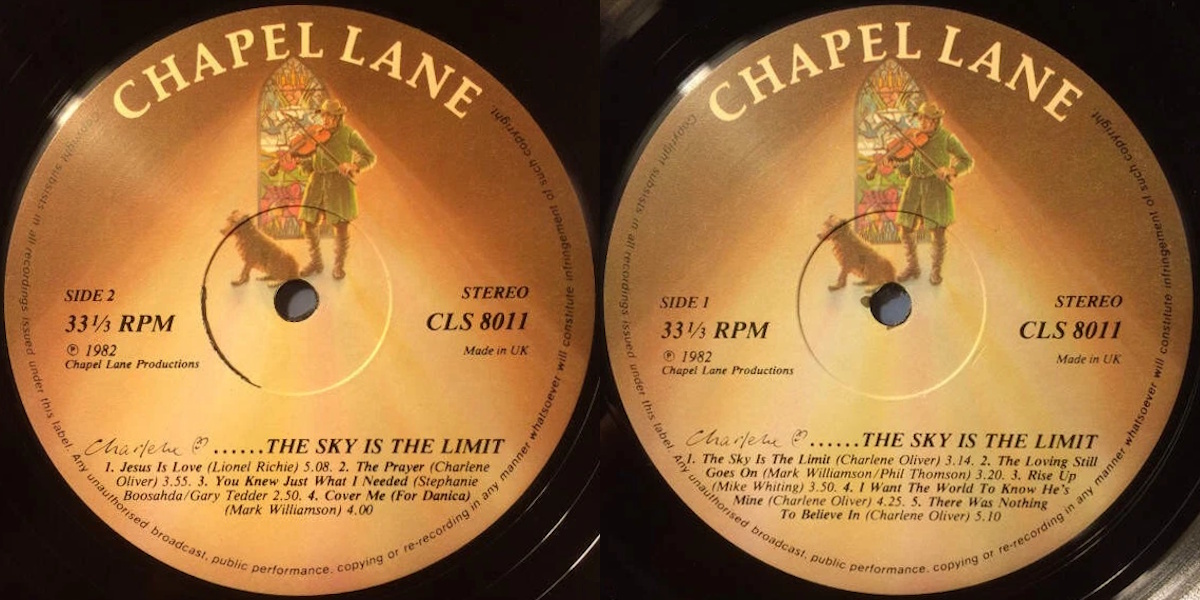 CHAPEL LANE
SIDE 2
33 1/3 RPM
℗ 1982
Chapel Lane Productions
STEREO
CLS 8011
Made in UK
Charlene ......THE SKY IS THE LIMIT
1. Jesus Is Love (Lionel Richie) 5.08. 2. The Prayer (Charlene
Oliver) 3.55. 3. You Knew Just What I Needed (Stephanie
Boosahda/Gary Tedder 2.50. 4. Cover Me (For Danica)
(Mark Williamson) 4.00
Copyright subsists in all recordings issued under this label. Any unauthorised broadcast, public performance, copying or re-recording in any manner whatsoever will constitute infringement of such copyright.
CHAPEL LANE
SIDE 1
33 1/3 RPM
℗ 1982
Chapel Lane Productions
STEREO
CLS 8011
Made in UK
Charlene ......THE SKY IS THE LIMIT
1. The Sky Is The Limit (Charlene Oliver) 3.14. 2. The Loving Still
Goes On (Mark Williamson/Phil Thomson) 3.20. 3. Rise Up
(Mike Whiting) 3.50. 4. I Want The World To Know He's
Mine (Charlene Oliver) 4.25. 5. There Was Nothing
To Believe In (Charlene Oliver) 5.10
Copyright subsists in all recordings issued under this label. Any unauthorised broadcast, public performance, copying or re-recording in any manner whatsoever will constitute infringement of such copyright.